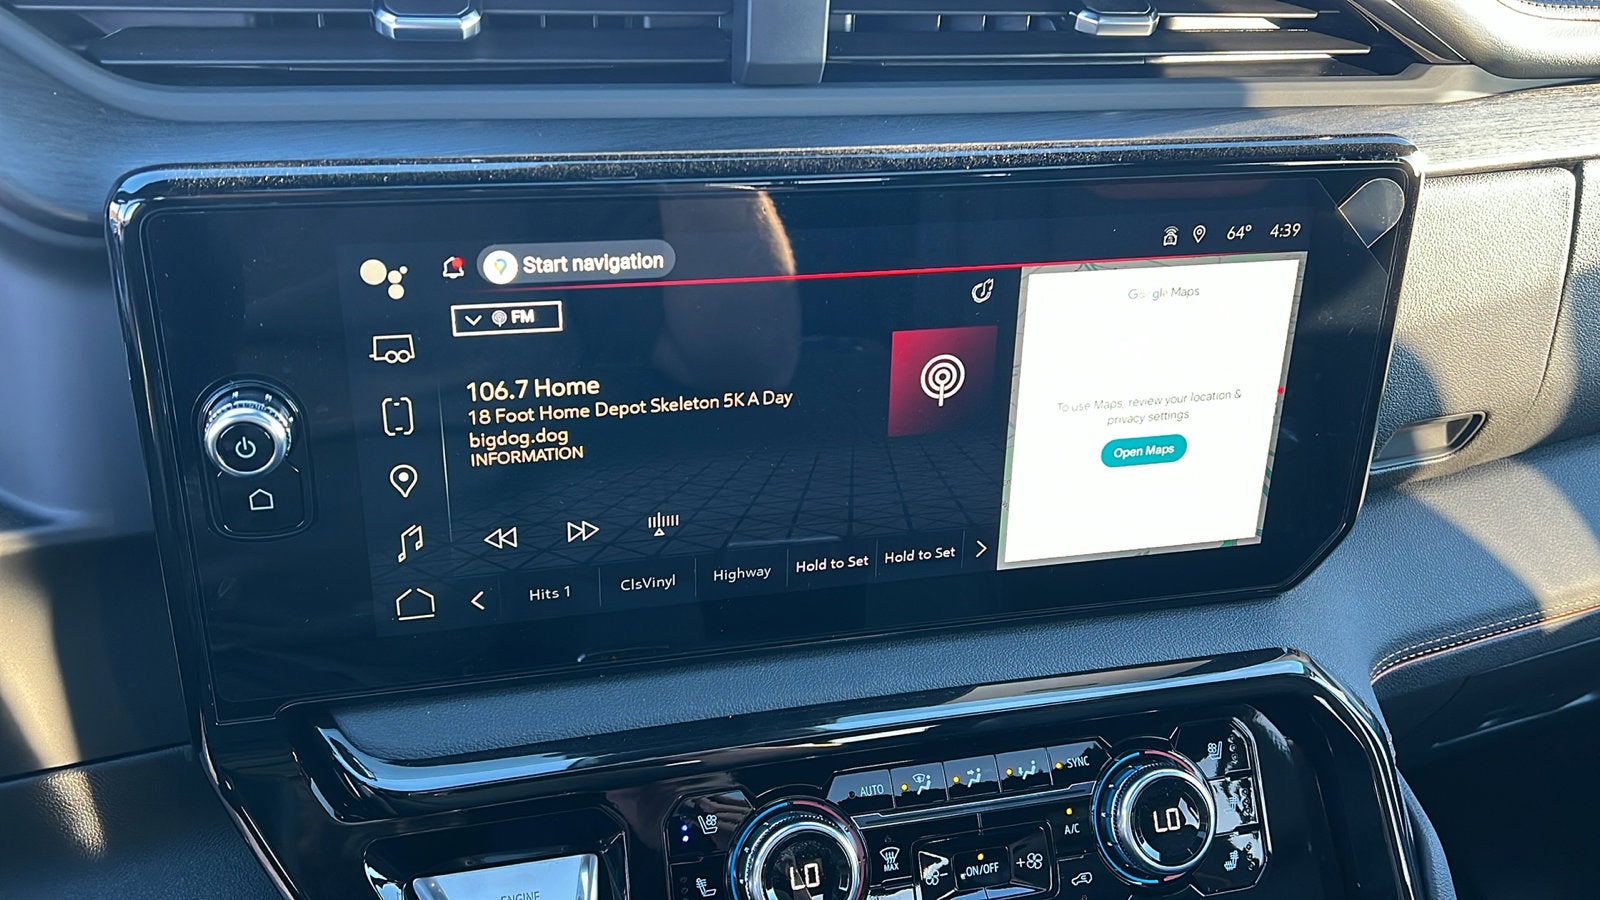 64° 4:39
Start navigation
FM
Google Maps
106.7 Home
18 Foot Home Depot Skeleton 5K A Day
bigdog.dog
INFORMATION
To use Maps, review your location &
privacy settings
Open Maps
Hits 1
ClsVinyl
Highway
Hold to Set
Hold to Set
AUTO
SYNC
A/C
LO
LO
MAX
ON/OFF
ENGINE